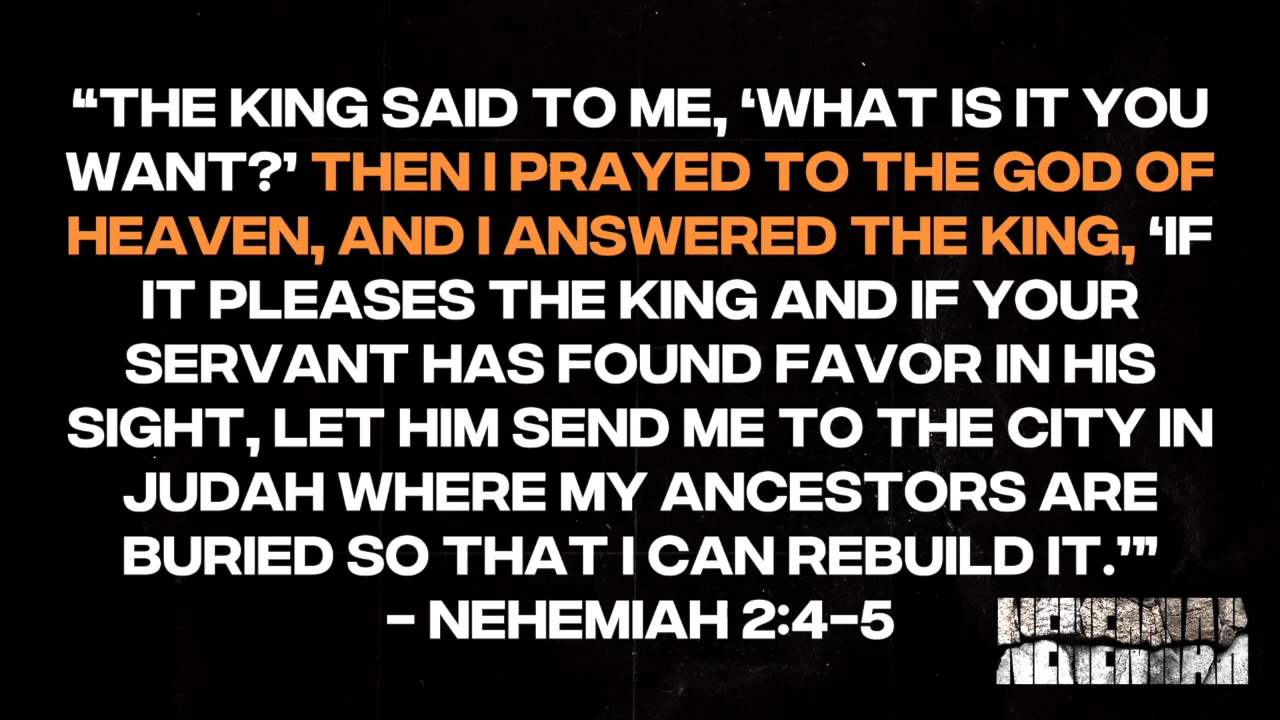 “THE KING SAID TO ME, ‘WHAT IS IT YOU
WANT?’ THEN I PRAYED TO THE GOD OF
HEAVEN, AND I ANSWERED THE KING, ‘IF
IT PLEASES THE KING AND IF YOUR
SERVANT HAS FOUND FAVOR IN HIS
SIGHT, LET HIM SEND ME TO THE CITY IN
JUDAH WHERE MY ANCESTORS ARE
BURIED SO THAT I CAN REBUILD IT.’”
– NEHEMIAH 2:4–5
NEHEMIAH
NEHEMIAH